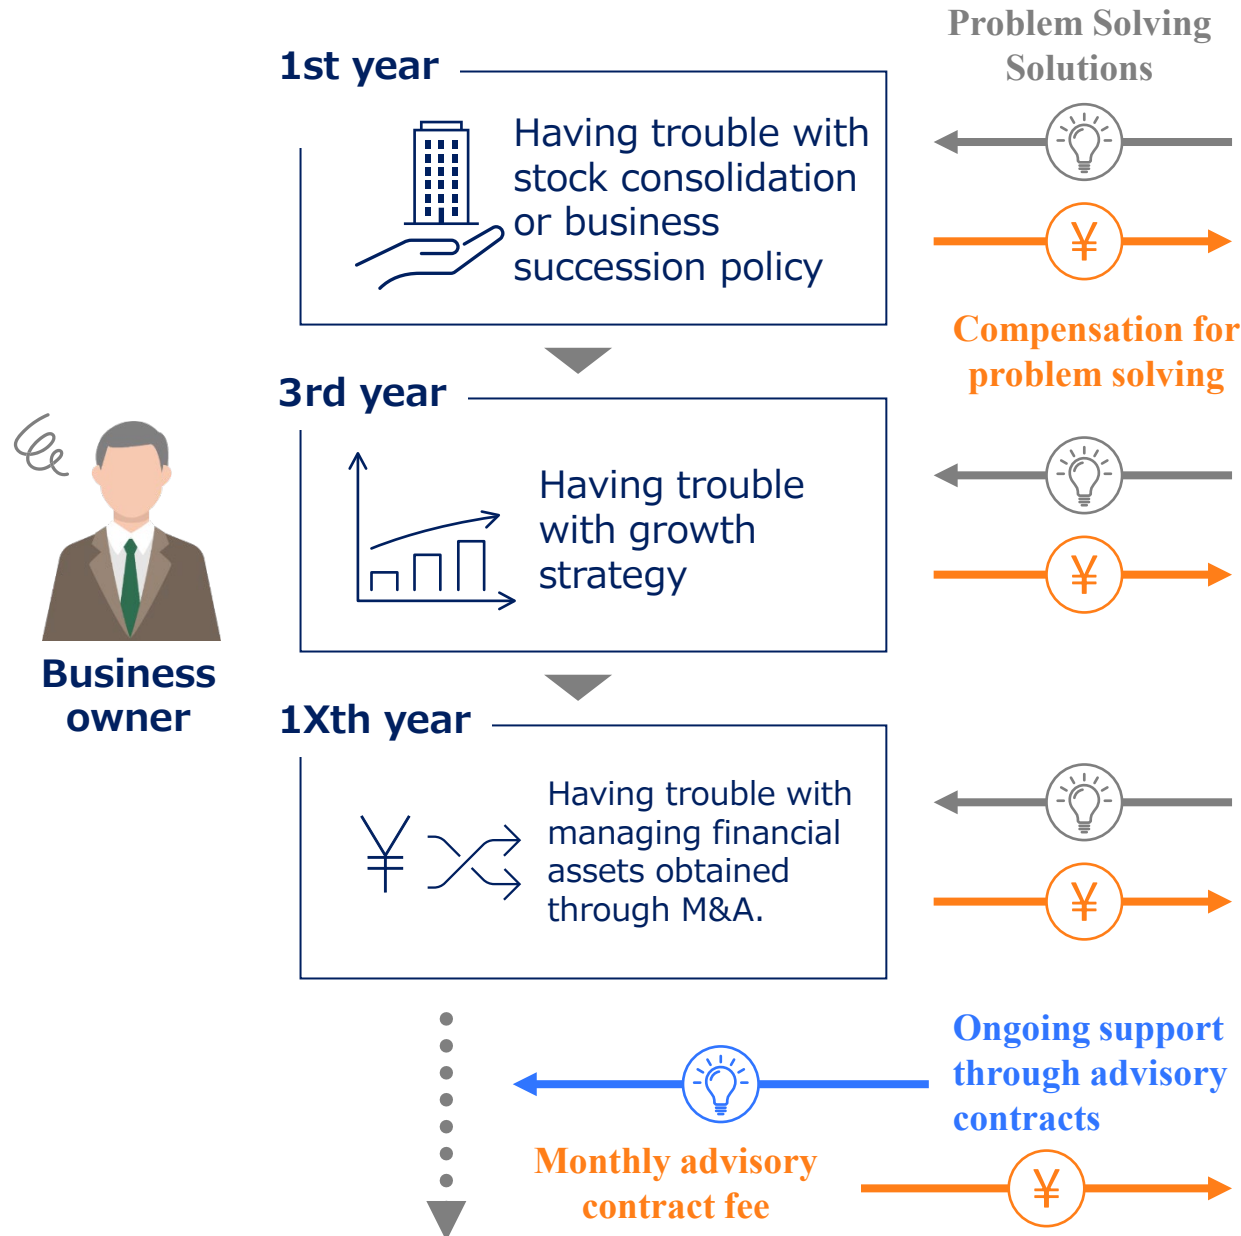 Problem Solving
Solutions
1st year
Having trouble with
stock consolidation
or business
succession policy
¥
Compensation for
problem solving
3rd year
Having trouble
with growth
strategy
¥
Business
owner
1Xth year
Having trouble with
managing financial
assets obtained
through M&A.
¥
¥
Ongoing support
through advisory
contracts
Monthly advisory
contract fee
¥